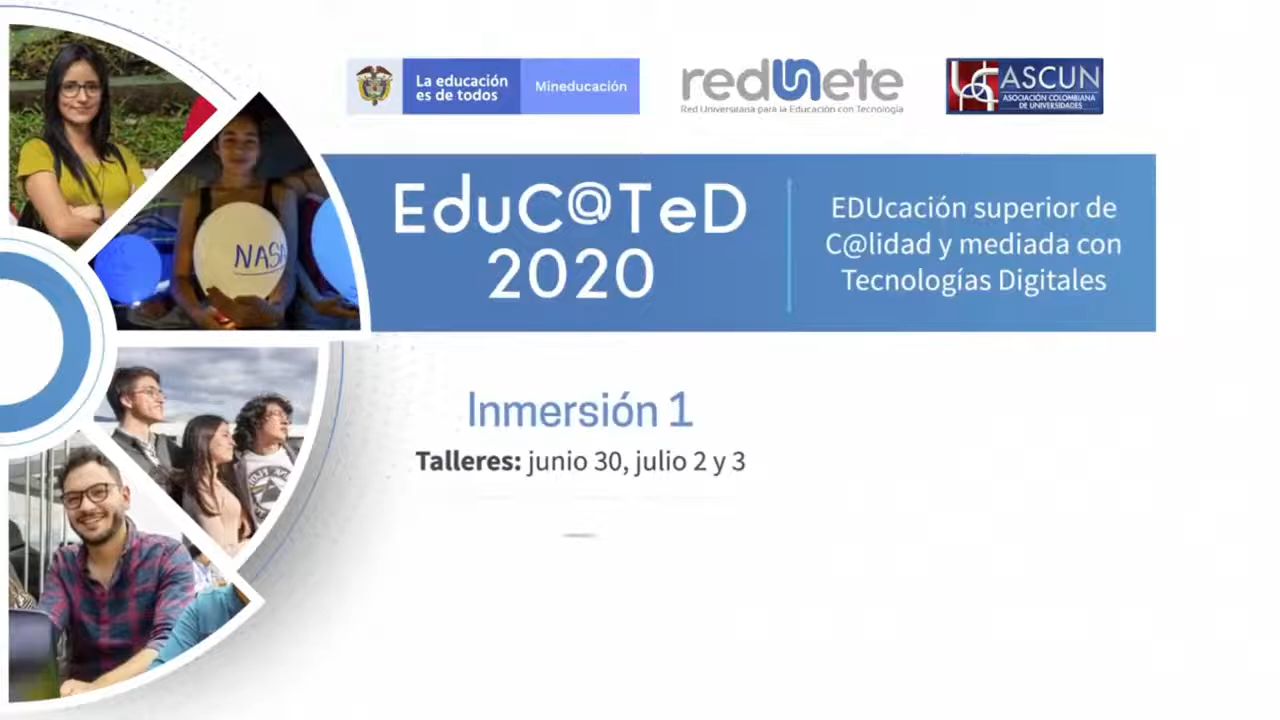 La educación
es de todos
Mineducación
redUnete
Red Universitaria para la Educación con Tecnología
ASCUN
ASOCIACIÓN COLOMBIANA
DE UNIVERSIDADES
EduC@TeD
2020
EDUcación superior de
C@lidad y mediada con
Tecnologías Digitales
NASA
Inmersión 1
Talleres: junio 30, julio 2 y 3